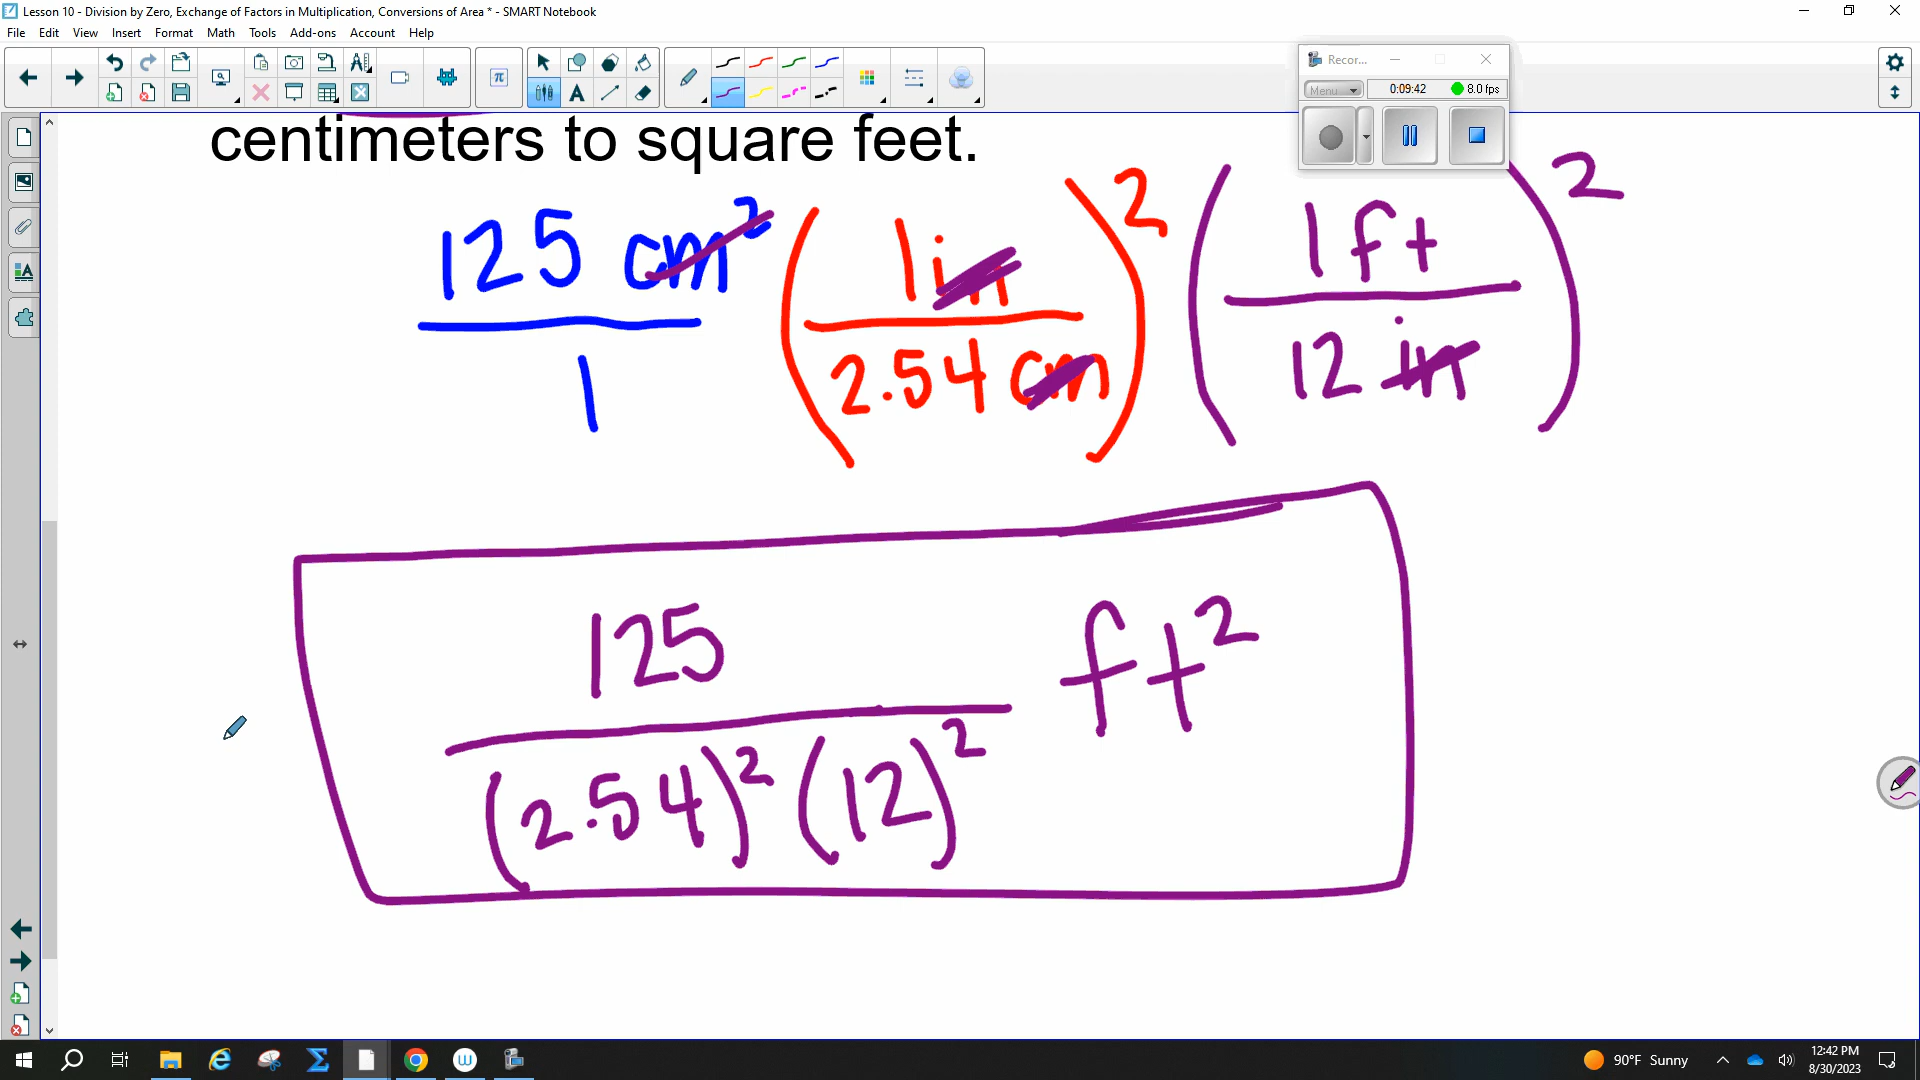 Lesson 10 - Division by Zero, Exchange of Factors in Multiplication, Conversions of Area * - SMART Notebook
File Edit View Insert Format Math Tools Add-ons Account Help
Recor...
Menu 0:09:42 8.0 fps
centimeters to square feet.
125 cm² / 1 (1 in / 2.54 cm)² (1 ft / 12 in)²
125 / (2.54)² (12)² ft²
90°F Sunny
12:42 PM
8/30/2023